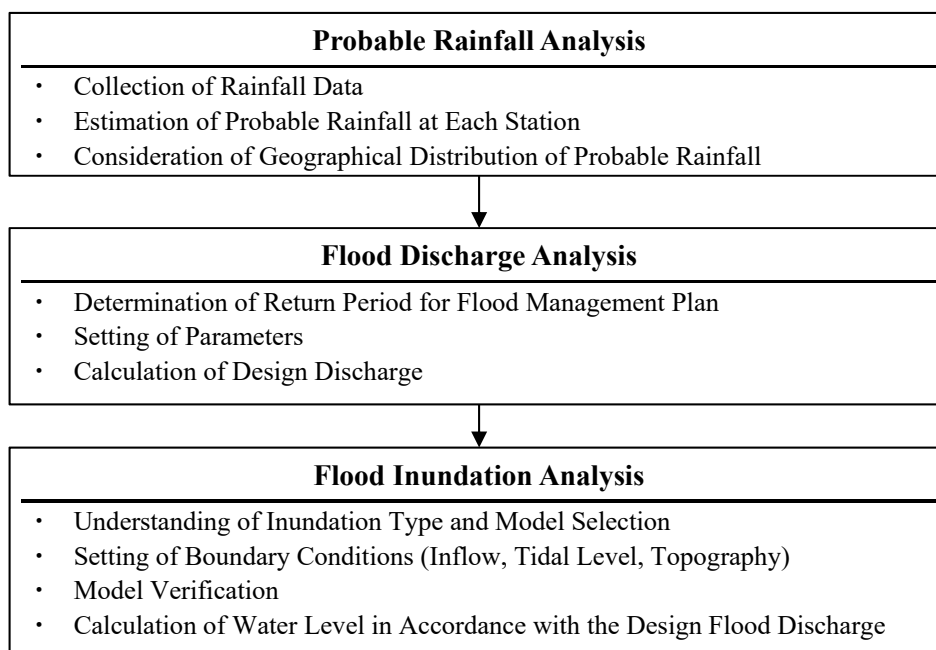 Probable Rainfall Analysis
・ Collection of Rainfall Data
・ Estimation of Probable Rainfall at Each Station
・ Consideration of Geographical Distribution of Probable Rainfall
Flood Discharge Analysis
・ Determination of Return Period for Flood Management Plan
・ Setting of Parameters
・ Calculation of Design Discharge
Flood Inundation Analysis
・ Understanding of Inundation Type and Model Selection
・ Setting of Boundary Conditions (Inflow, Tidal Level, Topography)
・ Model Verification
・ Calculation of Water Level in Accordance with the Design Flood Discharge